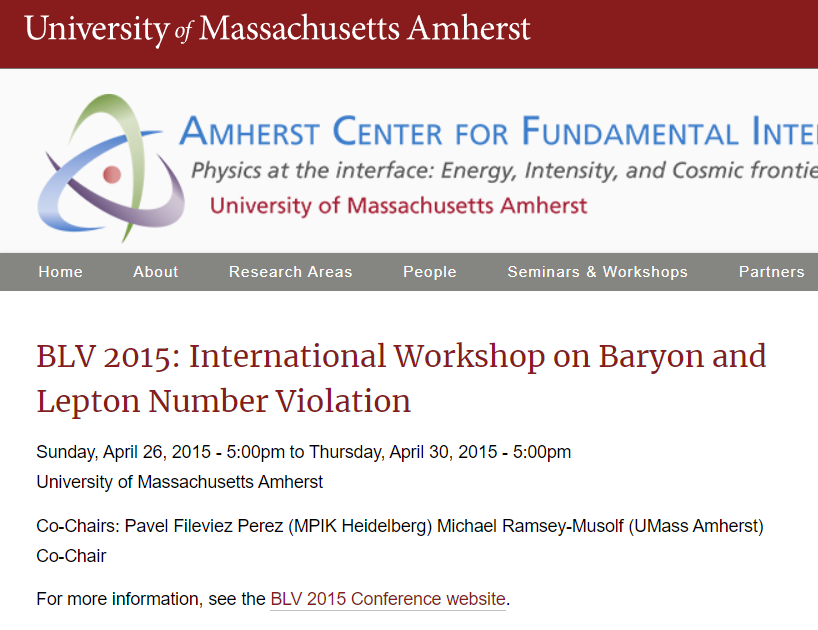 University of Massachusetts Amherst
AMHERST CENTER FOR FUNDAMENTAL
Physics at the interface: Energy, Intensity, and Cosmic
University of Massachusetts Amherst
Home About Research Areas People Seminars & Workshops Partners
BLV 2015: International Workshop on Baryon and
Lepton Number Violation
Sunday, April 26, 2015 - 5:00pm to Thursday, April 30, 2015 - 5:00pm
University of Massachusetts Amherst
Co-Chairs: Pavel Fileviez Perez (MPIK Heidelberg) Michael Ramsey-Musolf (UMass Amherst)
Co-Chair
For more information, see the BLV 2015 Conference website.